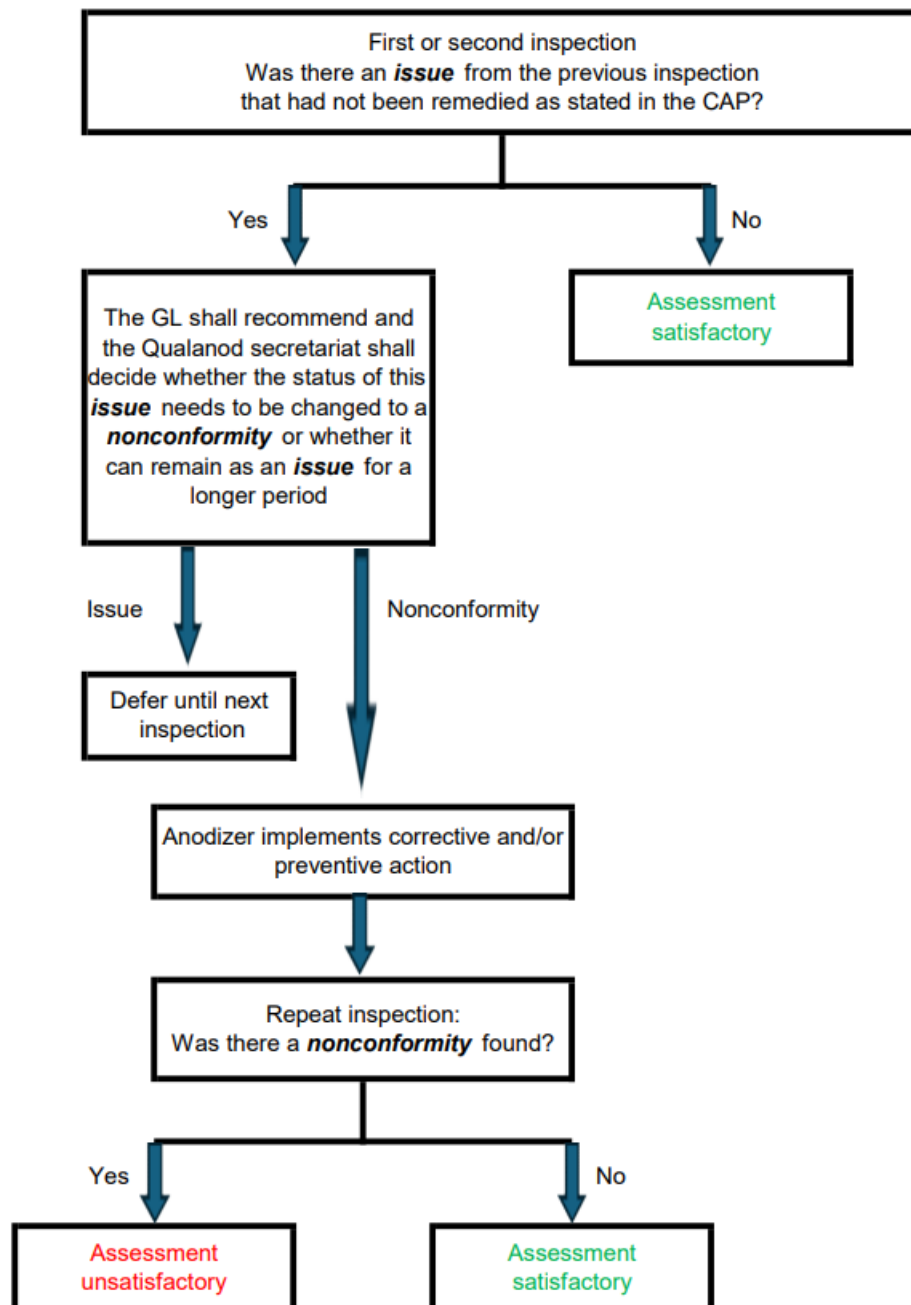 First or second inspection
Was there an issue from the previous inspection
that had not been remedied as stated in the CAP?
Yes
No
The GL shall recommend and
the Qualanod secretariat shall
decide whether the status of this
issue needs to be changed to a
nonconformity or whether it
can remain as an issue for a
longer period
Assessment
satisfactory
Issue
Nonconformity
Defer until next
inspection
Anodizer implements corrective and/or
preventive action
Repeat inspection:
Was there a nonconformity found?
Yes
No
Assessment
unsatisfactory
Assessment
satisfactory